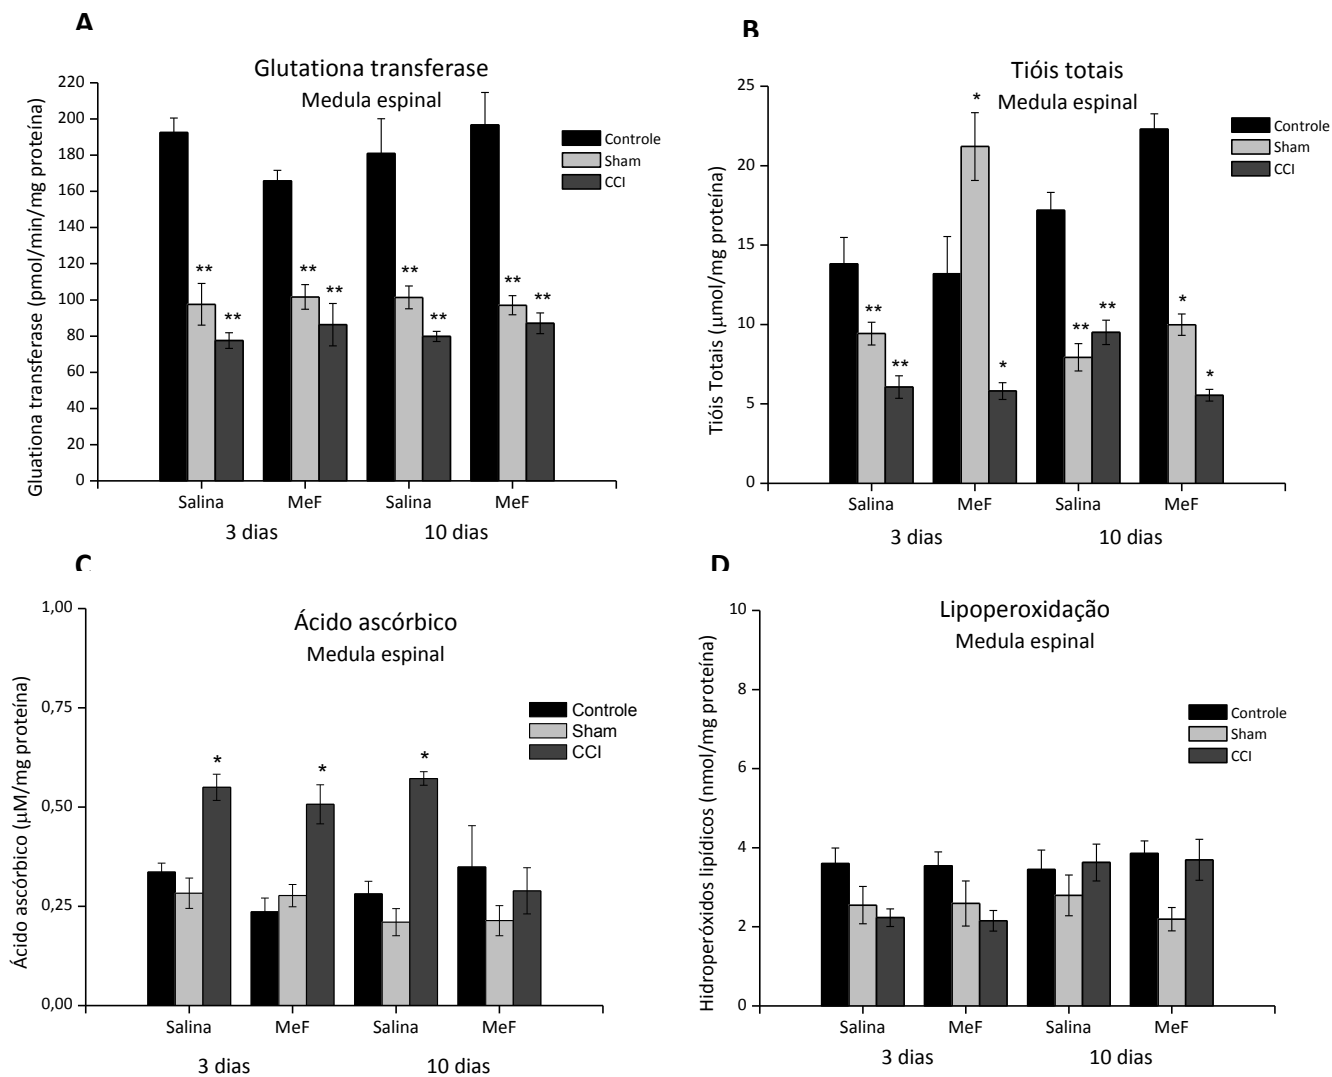 A
Glutationa transferase
Medula espinal
Gluationa transferase (pmol/min/mg proteína)
220
200
180
160
140
120
100
80
60
40
20
0
Controle
Sham
CCI
** ** ** ** ** ** ** **
Salina MeF Salina MeF
3 dias 10 dias
B
Tióis totais
Medula espinal
Tióis Totais (μmol/mg proteína)
25
20
15
10
5
0
Controle
Sham
CCI
** ** * * ** ** * *
Salina MeF Salina MeF
3 dias 10 dias
C
Ácido ascórbico
Medula espinal
Ácido ascórbico (μM/mg proteína)
1,00
0,75
0,50
0,25
0,00
Controle
Sham
CCI
* * *
Salina MeF Salina MeF
3 dias 10 dias
D
Lipoperoxidação
Medula espinal
Hidroperóxidos lipídicos (nmol/mg proteína)
10
8
6
4
2
0
Controle
Sham
CCI
Salina MeF Salina MeF
3 dias 10 dias